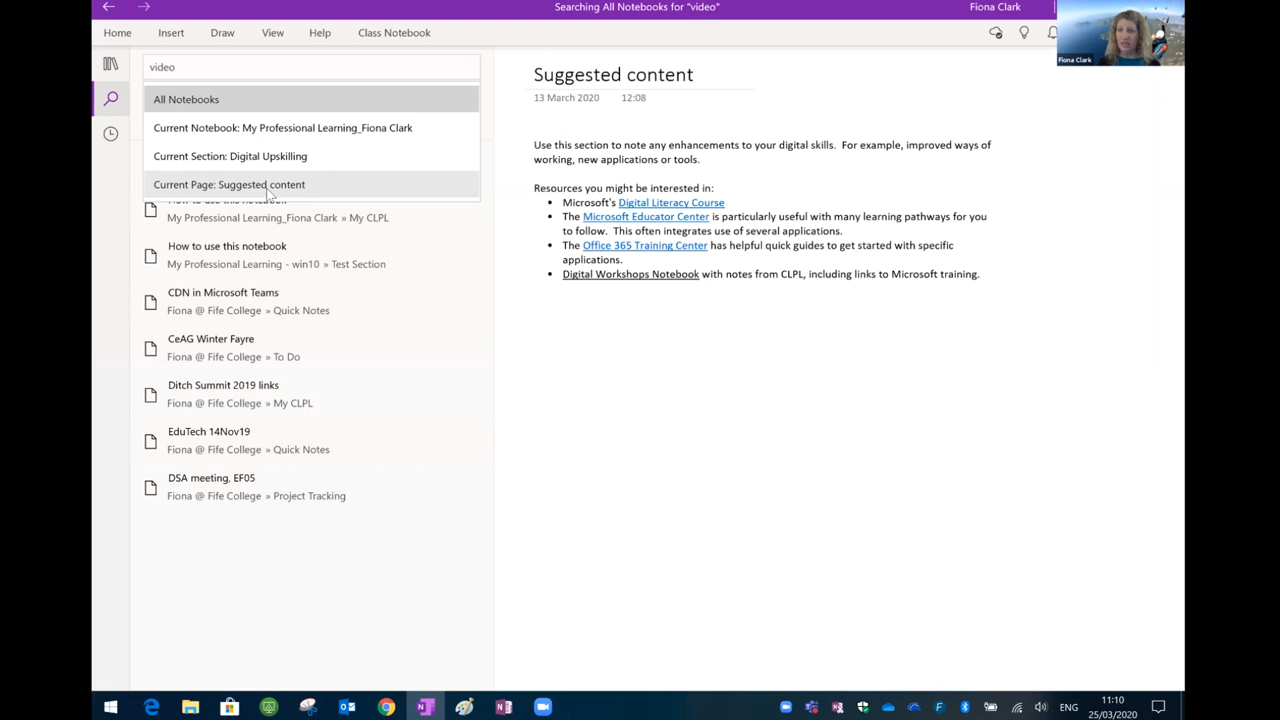 Searching All Notebooks for "video"
Fiona Clark
Home Insert Draw View Help Class Notebook
Fiona Clark
video
All Notebooks
Current Notebook: My Professional Learning_Fiona Clark
Current Section: Digital Upskilling
Current Page: Suggested content
How to use this notebook
My Professional Learning_Fiona Clark » My CLPL
How to use this notebook
My Professional Learning - win10 » Test Section
CDN in Microsoft Teams
Fiona @ Fife College » Quick Notes
CeAG Winter Fayre
Fiona @ Fife College » To Do
Ditch Summit 2019 links
Fiona @ Fife College » My CLPL
EduTech 14Nov19
Fiona @ Fife College » Quick Notes
DSA meeting, EF05
Fiona @ Fife College » Project Tracking
Suggested content
13 March 2020 12:08
Use this section to note any enhancements to your digital skills. For example, improved ways of
working, new applications or tools.
Resources you might be interested in:
• Microsoft's Digital Literacy Course
• The Microsoft Educator Center is particularly useful with many learning pathways for you
to follow. This often integrates use of several applications.
• The Office 365 Training Center has helpful quick guides to get started with specific
applications.
• Digital Workshops Notebook with notes from CLPL, including links to Microsoft training.
ENG
11:10
25/03/2020